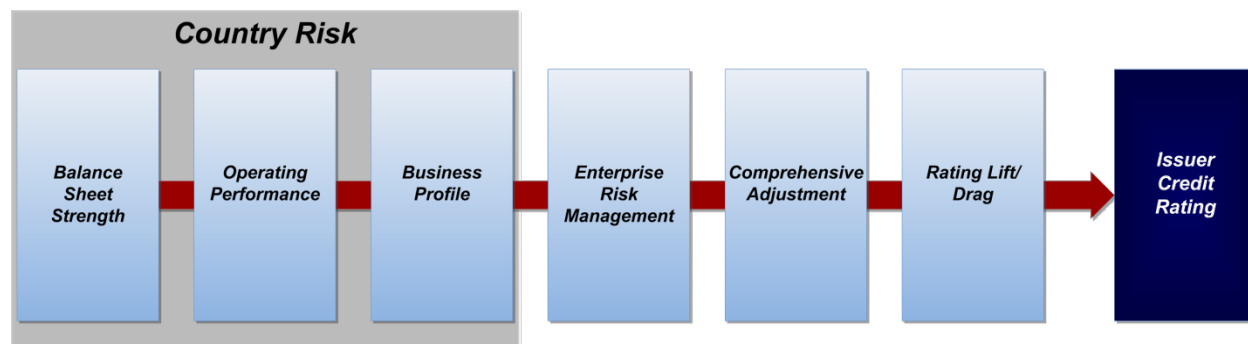 Country Risk
Balance
Sheet
Strength
Operating
Performance
Business
Profile
Enterprise
Risk
Management
Comprehensive
Adjustment
Rating Lift/
Drag
Issuer
Credit
Rating